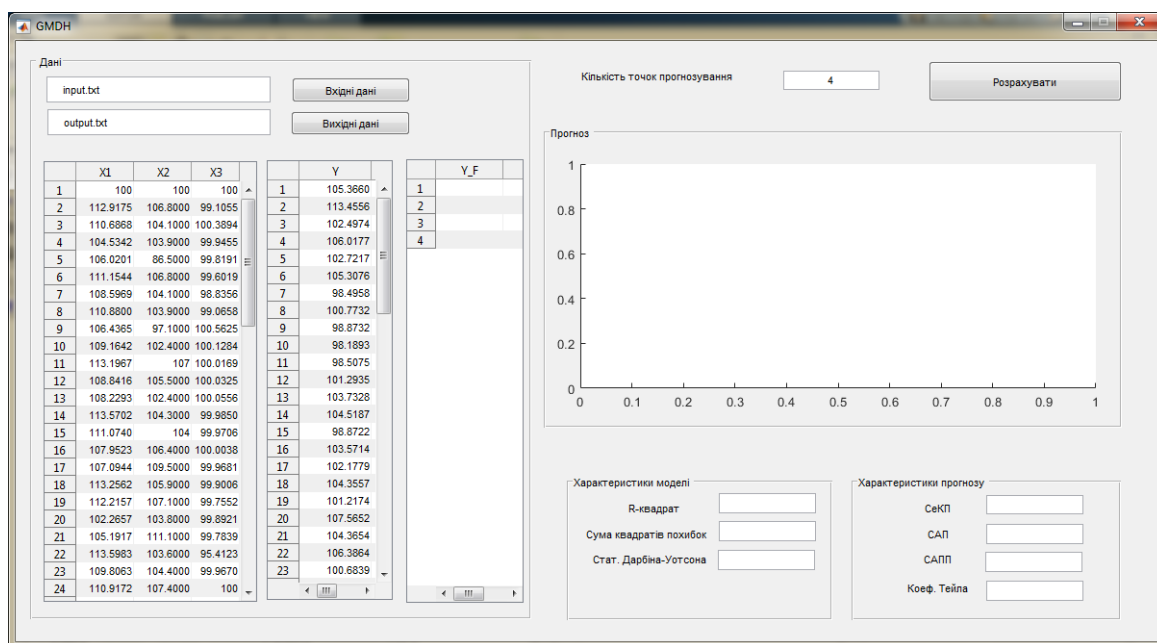 GMDH
Дані
input.txt
Вхідні дані
output.txt
Вихідні дані
Кількість точок прогнозування
4
Розрахувати
X1 X2 X3
1 100 100 100
2 112.9175 106.8000 99.1055
3 110.6868 104.1000 100.3894
4 104.5342 103.9000 99.9455
5 106.0201 86.5000 99.8191
6 111.1544 106.8000 99.6019
7 108.5969 104.1000 98.8356
8 110.8800 103.9000 99.0658
9 106.4365 97.1000 100.5625
10 109.1642 102.4000 100.1284
11 113.1967 107 100.0169
12 108.8416 105.5000 100.0325
13 108.2293 102.4000 100.0556
14 113.5702 104.3000 99.9850
15 111.0740 104 99.9706
16 107.9523 106.4000 100.0038
17 107.0944 109.5000 99.9681
18 113.2562 105.9000 99.9006
19 112.2157 107.1000 99.7552
20 102.2657 103.8000 99.8921
21 105.1917 111.1000 99.7839
22 113.5983 103.6000 95.4123
23 109.8063 104.4000 99.9670
24 110.9172 107.4000 100
Y
1 105.3660
2 113.4556
3 102.4974
4 106.0177
5 102.7217
6 105.3076
7 98.4958
8 100.7732
9 98.8732
10 98.1893
11 98.5075
12 101.2935
13 103.7328
14 104.5187
15 98.8722
16 103.5714
17 102.1779
18 104.3557
19 101.2174
20 107.5652
21 104.3654
22 106.3864
23 100.6839
Y_F
1
2
3
4
Прогноз
1
0.8
0.6
0.4
0.2
0
0 0.1 0.2 0.3 0.4 0.5 0.6 0.7 0.8 0.9 1
Характеристики моделі
R-квадрат
Сума квадратів похибок
Стат. Дарбіна-Уотсона
Характеристики прогнозу
СеКП
САП
САПП
Коеф. Тейла